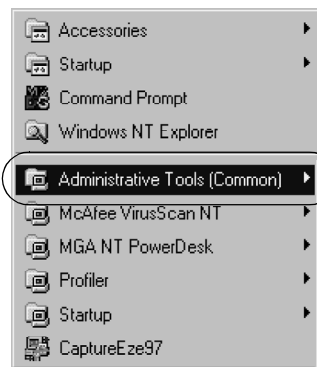 Accessories
Startup
Command Prompt
Windows NT Explorer
Administrative Tools (Common)
McAfee VirusScan NT
MGA NT PowerDesk
Profiler
Startup
CaptureEze97